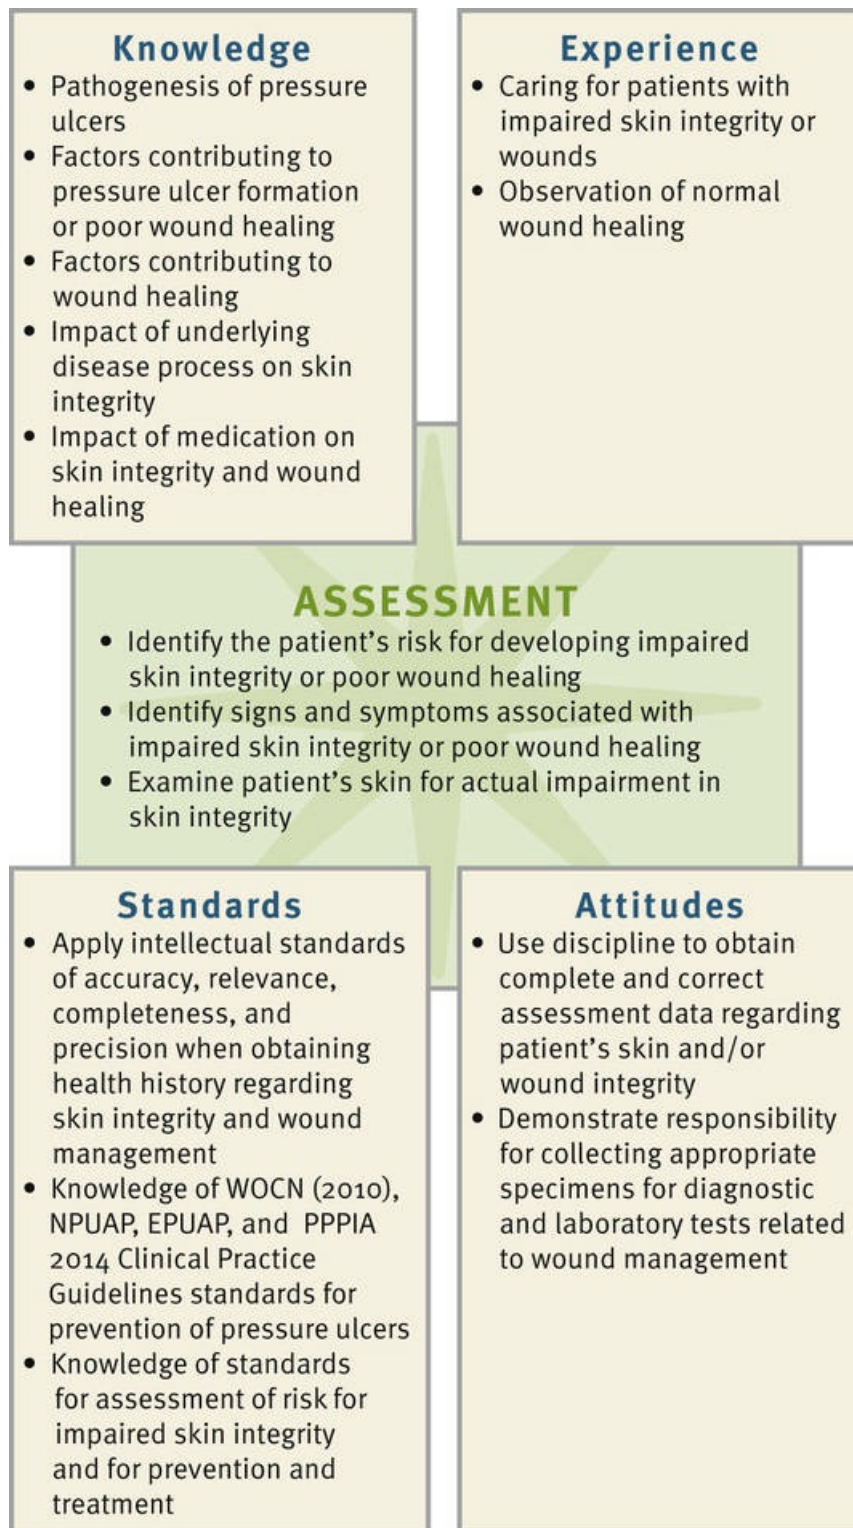 Knowledge
• Pathogenesis of pressure
ulcers
• Factors contributing to
pressure ulcer formation
or poor wound healing
• Factors contributing to
wound healing
• Impact of underlying
disease process on skin
integrity
• Impact of medication on
skin integrity and wound
healing
Experience
• Caring for patients with
impaired skin integrity or
wounds
• Observation of normal
wound healing
ASSESSMENT
• Identify the patient’s risk for developing impaired
skin integrity or poor wound healing
• Identify signs and symptoms associated with
impaired skin integrity or poor wound healing
• Examine patient’s skin for actual impairment in
skin integrity
Standards
• Apply intellectual standards
of accuracy, relevance,
completeness, and
precision when obtaining
health history regarding
skin integrity and wound
management
• Knowledge of WOCN (2010),
NPUAP, EPUAP, and PPPIA
2014 Clinical Practice
Guidelines standards for
prevention of pressure ulcers
• Knowledge of standards
for assessment of risk for
impaired skin integrity
and for prevention and
treatment
Attitudes
• Use discipline to obtain
complete and correct
assessment data regarding
patient’s skin and/or
wound integrity
• Demonstrate responsibility
for collecting appropriate
specimens for diagnostic
and laboratory tests related
to wound management